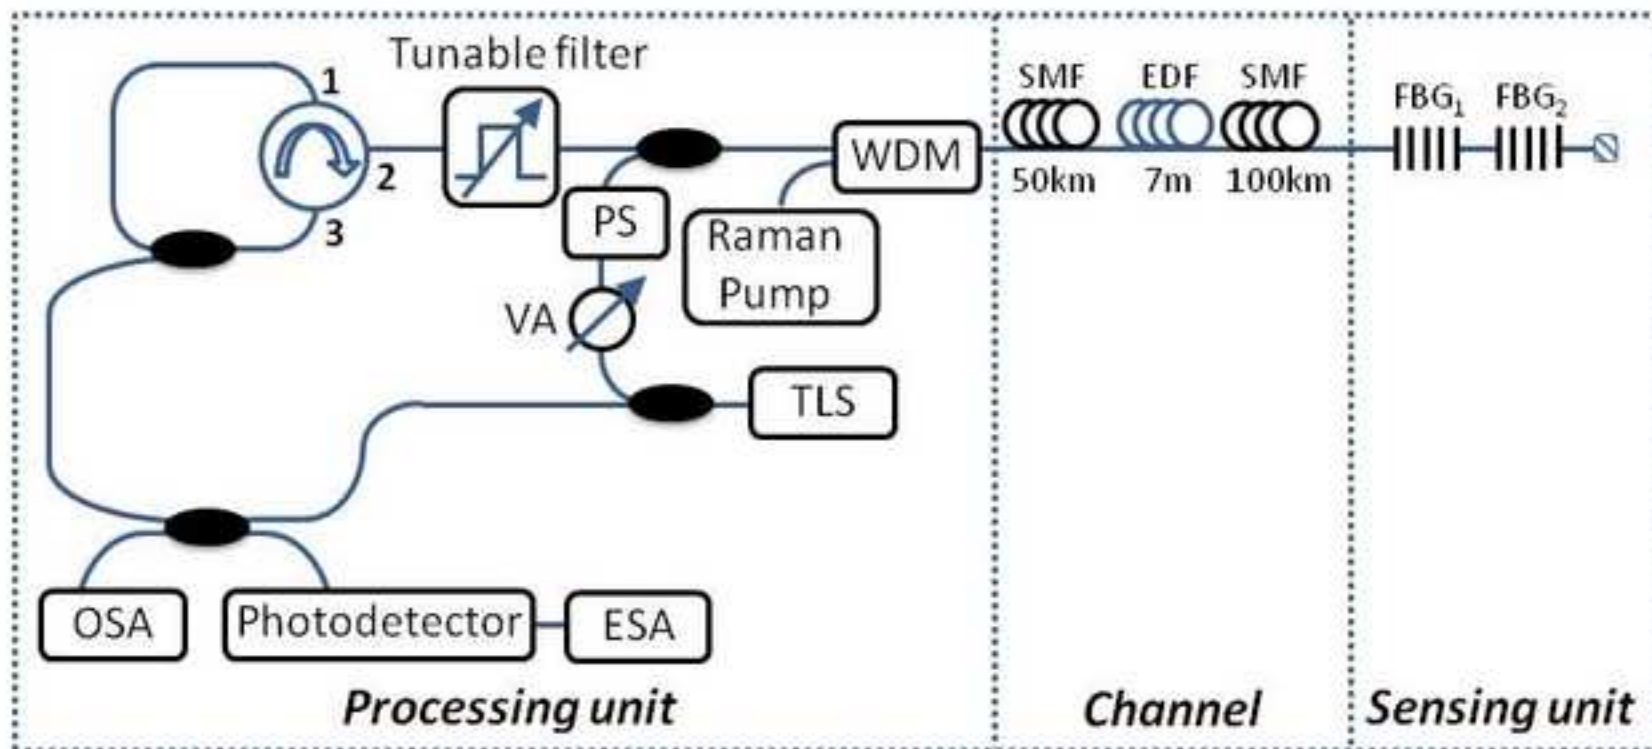 Tunable filter
1
2
3
PS
VA
WDM
Raman
Pump
TLS
OSA
Photodetector
ESA
Processing unit
SMF EDF SMF
50km 7m 100km
Channel
FBG1 FBG2
Sensing unit